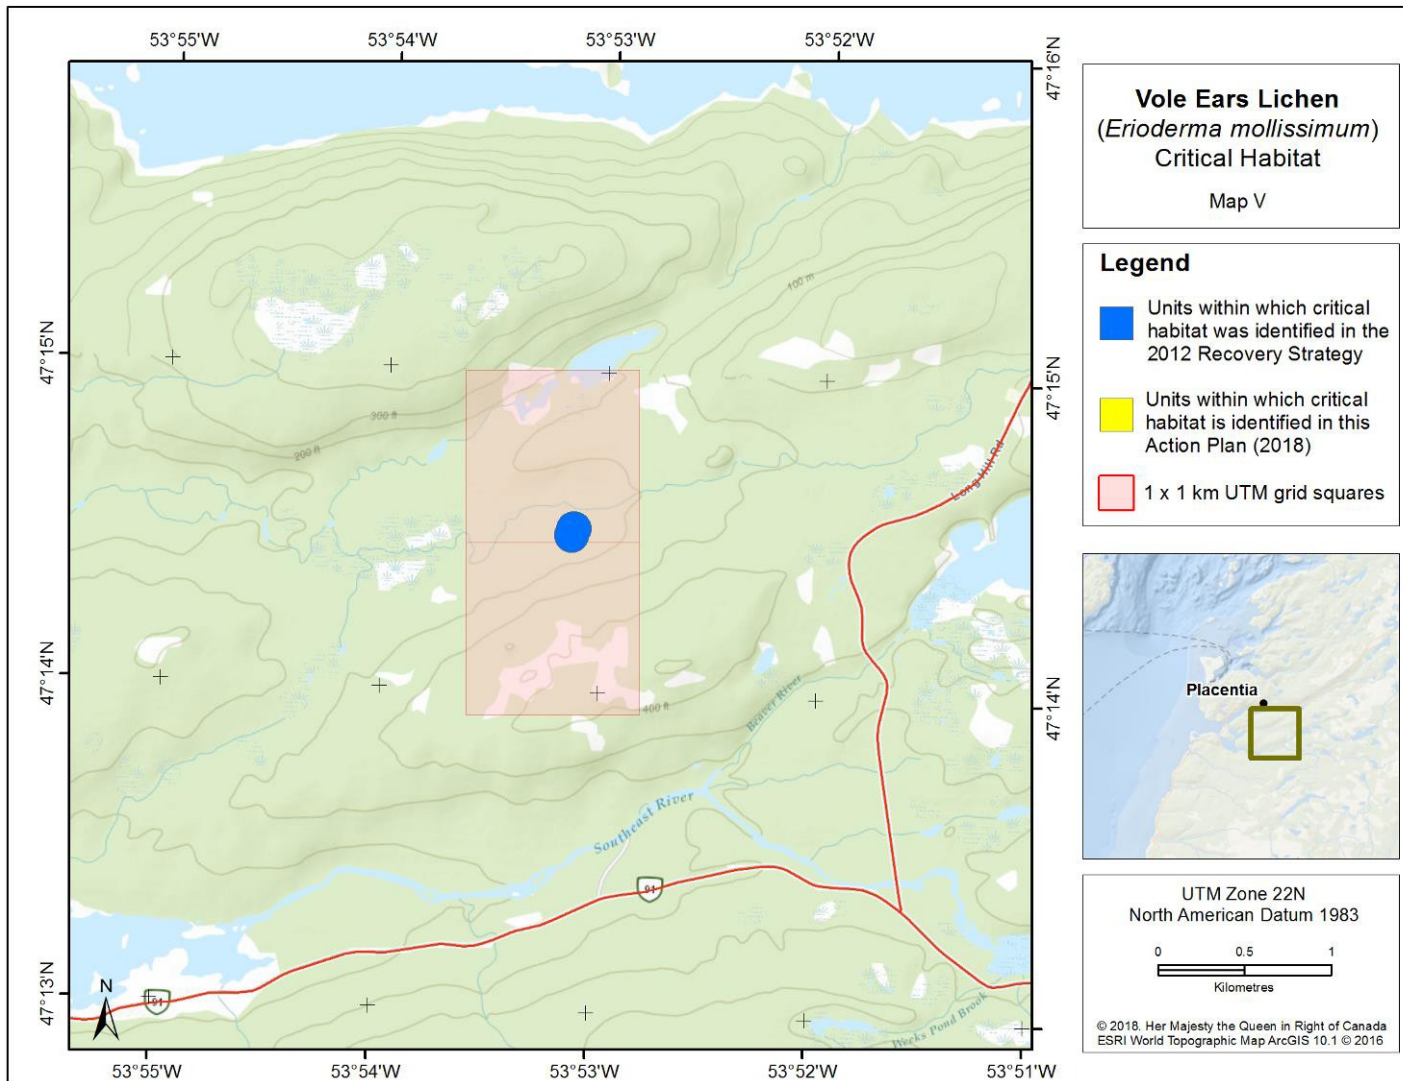 53°55'W
53°54'W
53°53'W
53°52'W
47°16'N
47°15'N
47°15'N
47°14'N
47°14'N
47°13'N
53°55'W
53°54'W
53°53'W
53°52'W
53°51'W
100 m
300 ft
200 ft
400 ft
Long Hill Rd
Beaver River
Southeast River
91
91
Weeks Pond Brook
N
Vole Ears Lichen
(Erioderma mollissimum)
Critical Habitat
Map V
Legend
Units within which critical
habitat was identified in the
2012 Recovery Strategy
Units within which critical
habitat is identified in this
Action Plan (2018)
1 x 1 km UTM grid squares
Placentia
UTM Zone 22N
North American Datum 1983
0 0.5 1
Kilometres
© 2018. Her Majesty the Queen in Right of Canada
ESRI World Topographic Map ArcGIS 10.1 © 2016